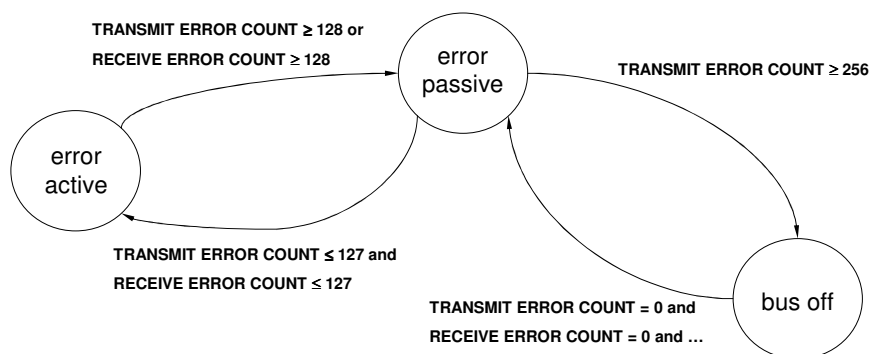 TRANSMIT ERROR COUNT ≥ 128 or
RECEIVE ERROR COUNT ≥ 128
error
passive
TRANSMIT ERROR COUNT ≥ 256
error
active
TRANSMIT ERROR COUNT ≤ 127 and
RECEIVE ERROR COUNT ≤ 127
TRANSMIT ERROR COUNT = 0 and
RECEIVE ERROR COUNT = 0 and ...
bus off